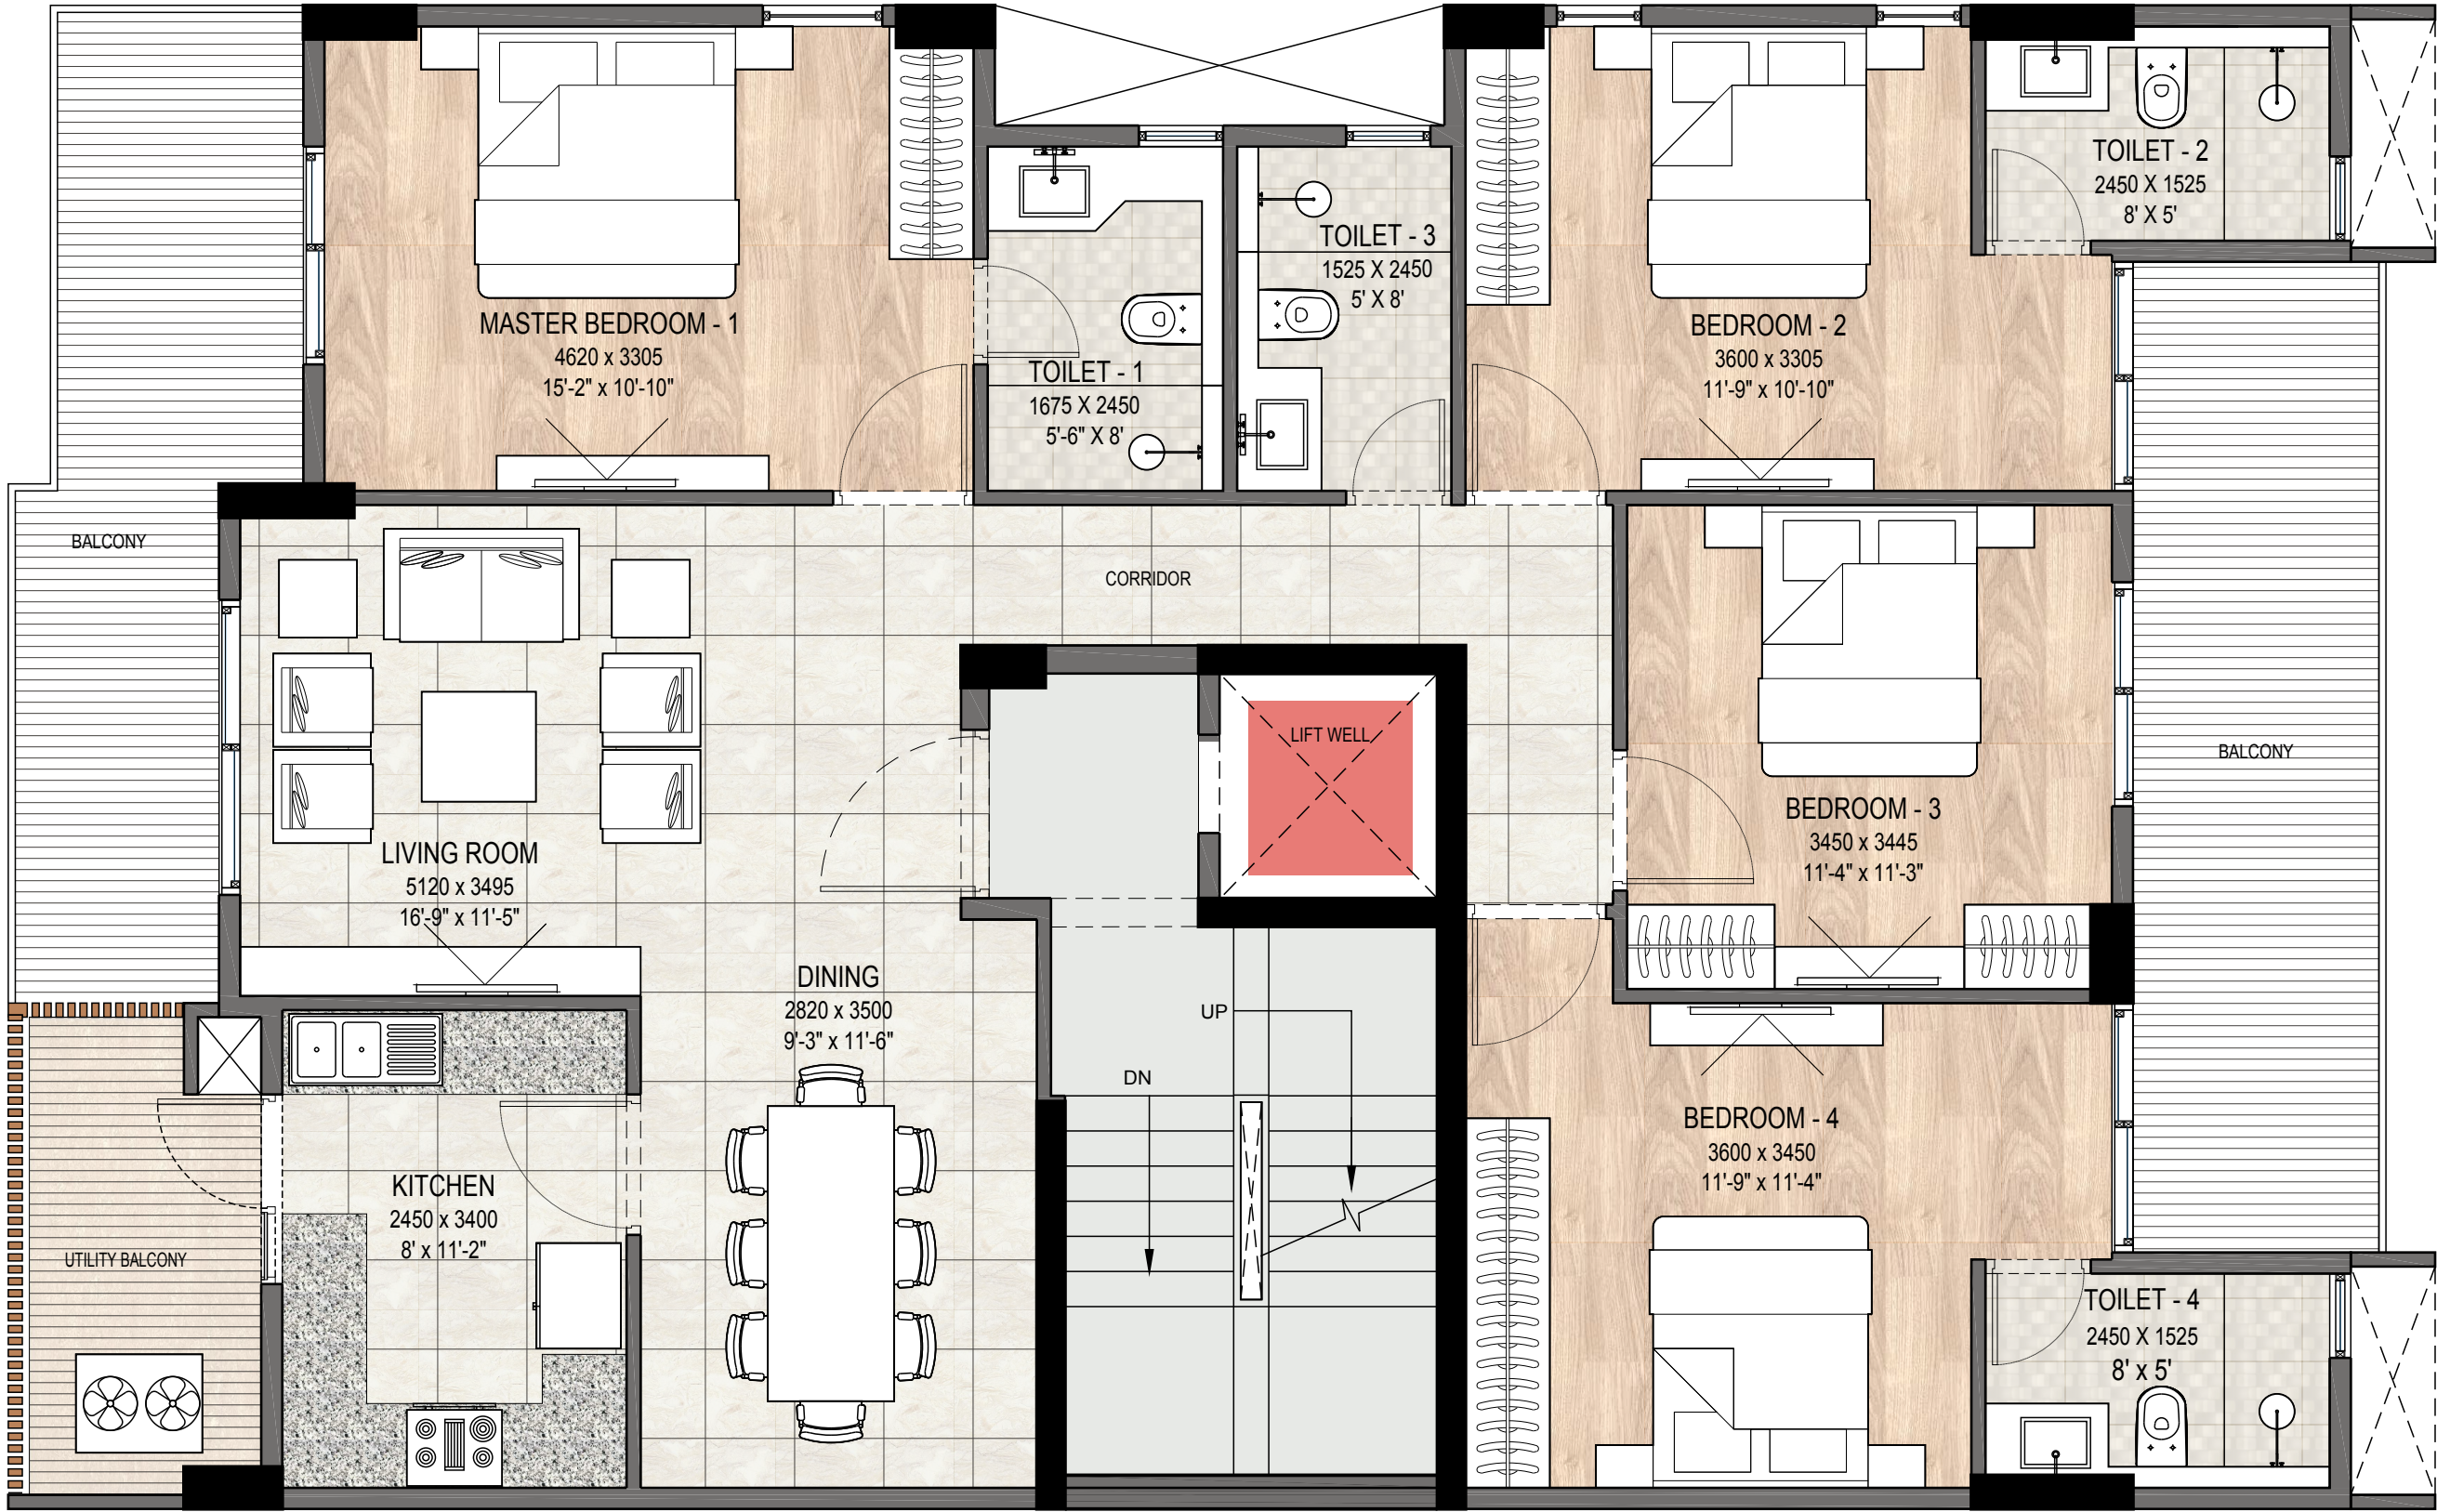 MASTER BEDROOM - 1
4620 x 3305
15'-2" x 10'-10"
TOILET - 1
1675 X 2450
5'-6" X 8'
TOILET - 3
1525 X 2450
5' X 8'
BEDROOM - 2
3600 x 3305
11'-9" x 10'-10"
TOILET - 2
2450 X 1525
8' X 5'
BALCONY
CORRIDOR
LIVING ROOM
5120 x 3495
16'-9" x 11'-5"
LIFT WELL
BEDROOM - 3
3450 x 3445
11'-4" x 11'-3"
BALCONY
DINING
2820 x 3500
9'-3" x 11'-6"
UP
DN
KITCHEN
2450 x 3400
8' x 11'-2"
UTILITY BALCONY
BEDROOM - 4
3600 x 3450
11'-9" x 11'-4"
TOILET - 4
2450 X 1525
8' x 5'